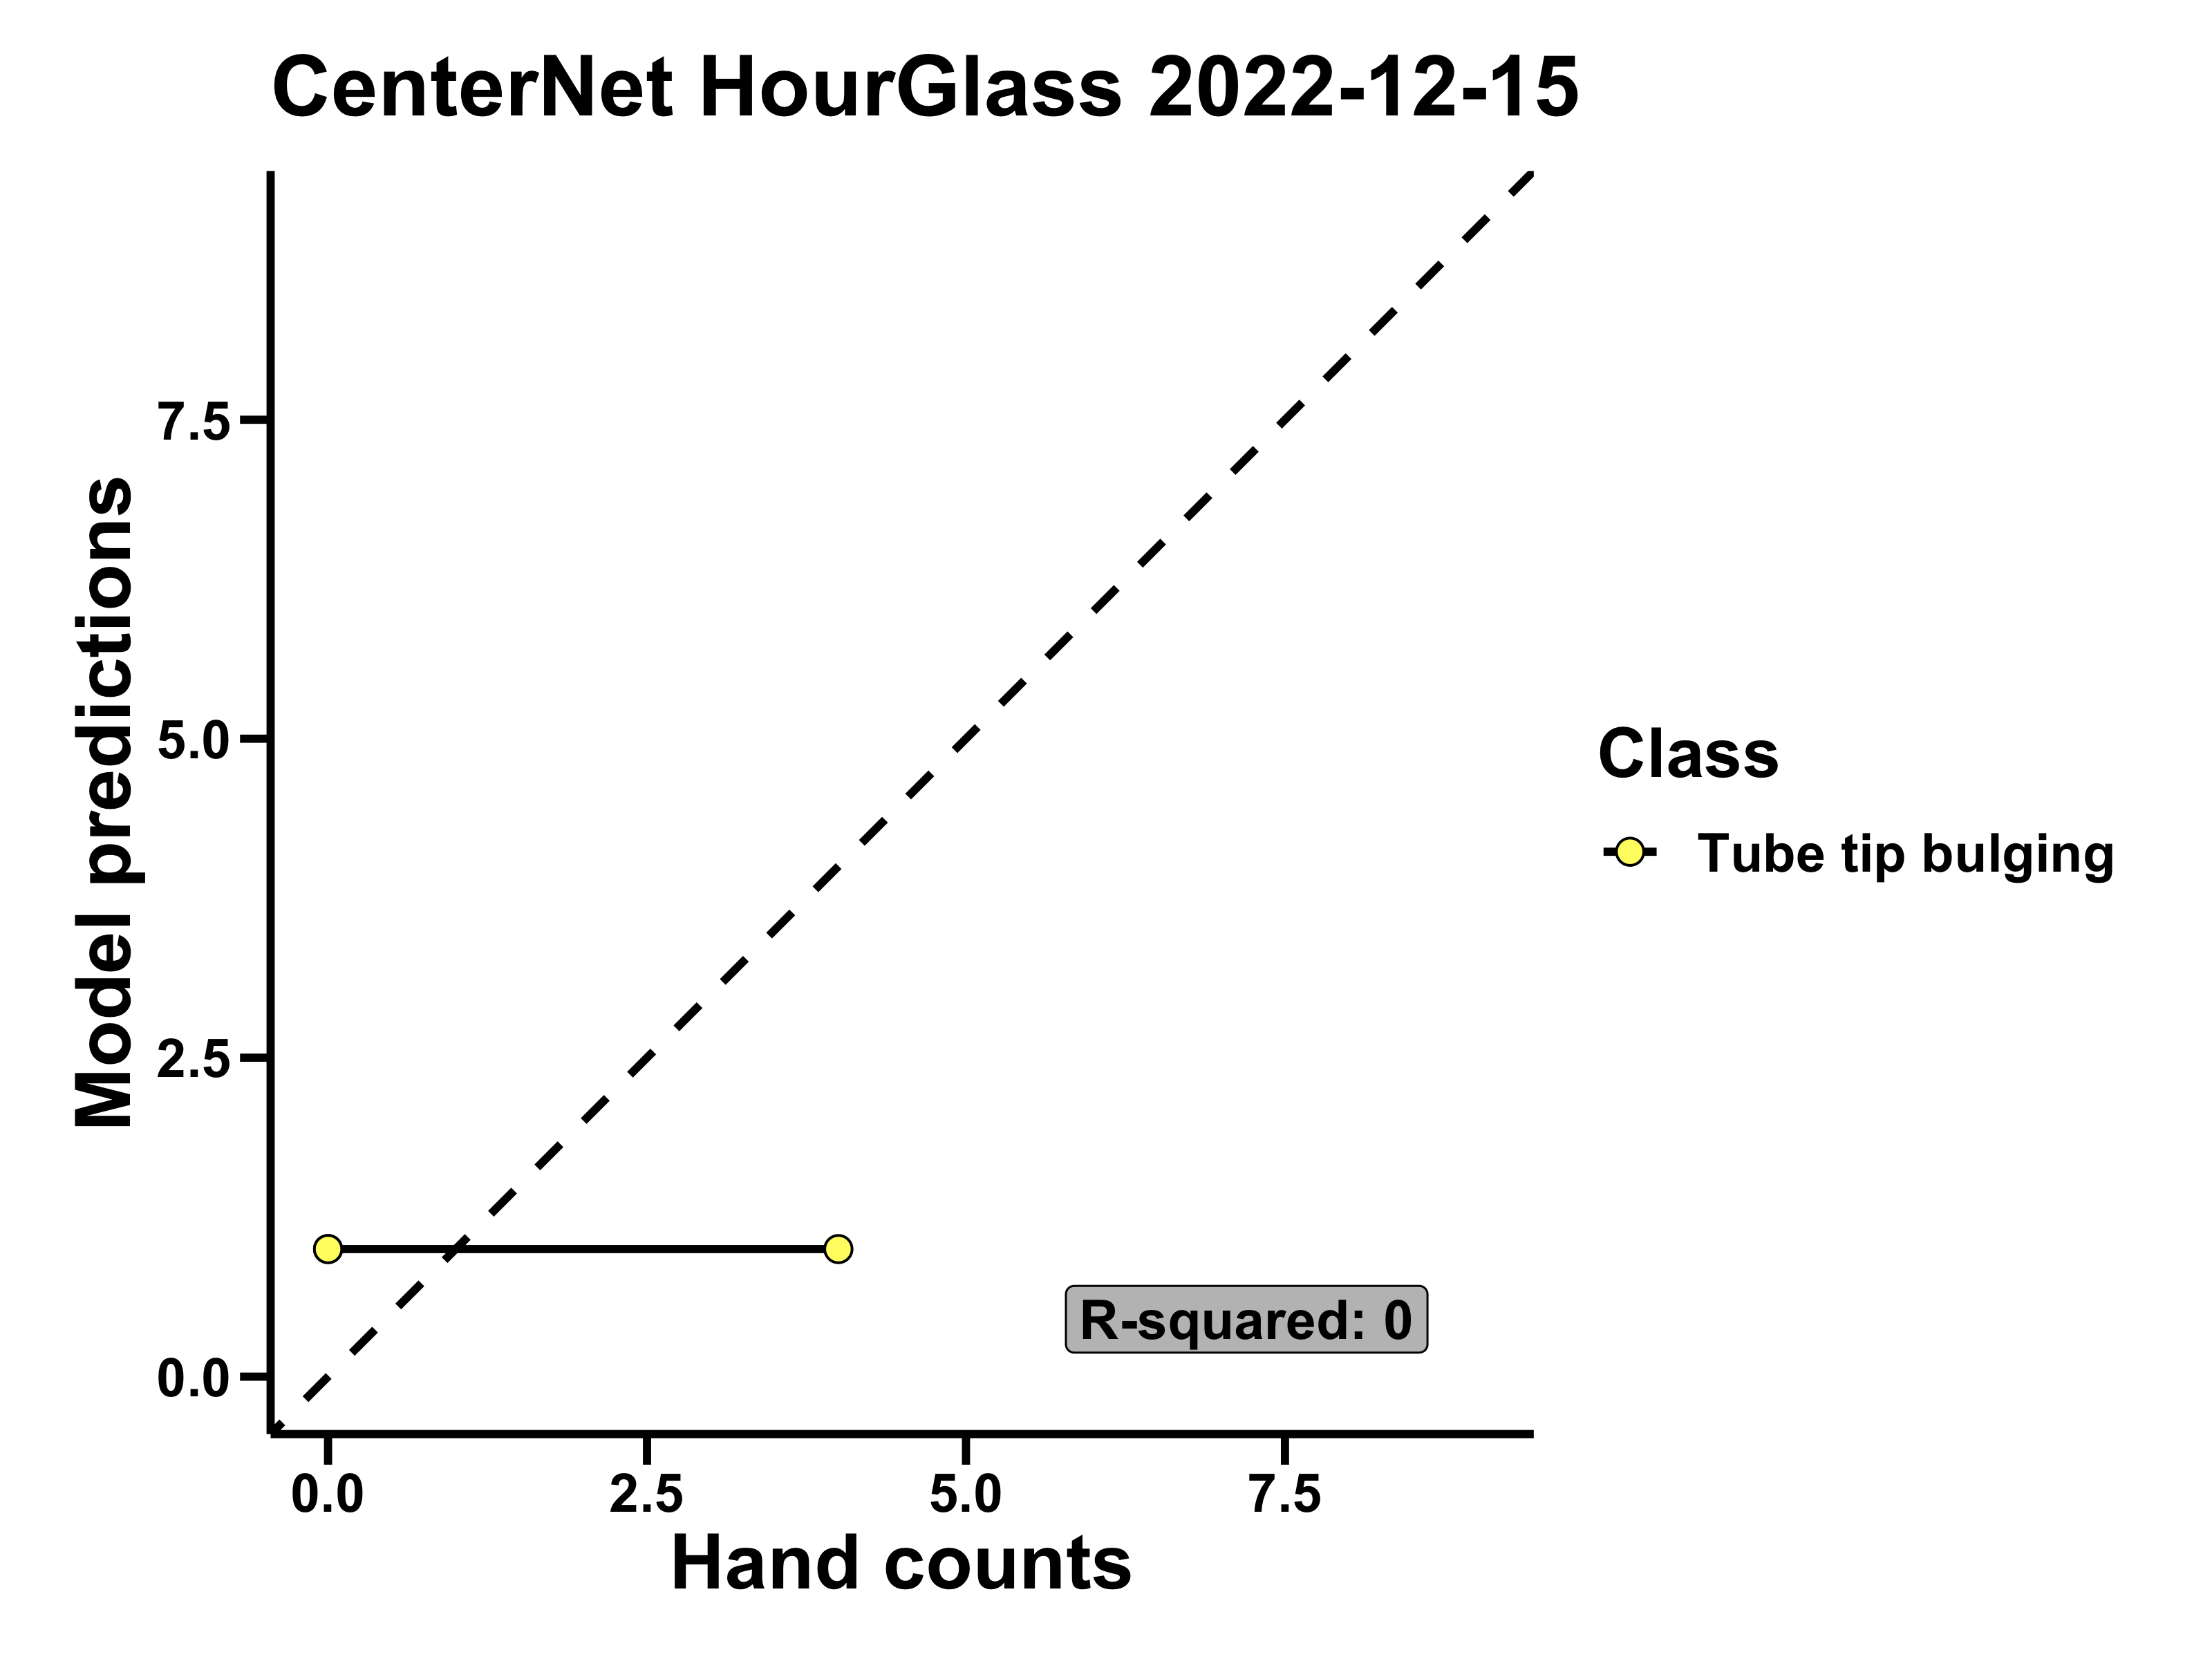 CenterNet HourGlass 2022-12-15
Model predictions
7.5
5.0
2.5
0.0
0.0 2.5 5.0 7.5
Hand counts
R-squared: 0
Class
Tube tip bulging